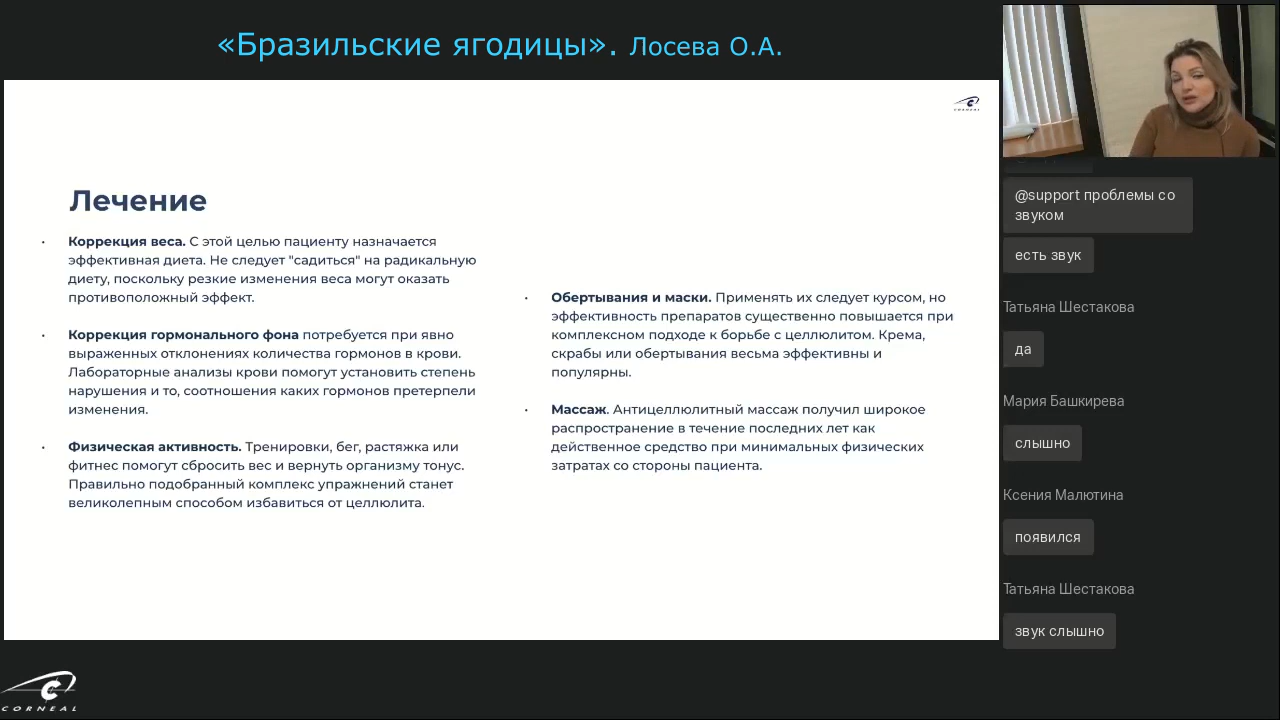 «Бразильские ягодицы». Лосева О.А.
CORNEAL
Лечение
• Коррекция веса. С этой целью пациенту назначается
эффективная диета. Не следует "садиться" на радикальную
диету, поскольку резкие изменения веса могут оказать
противоположный эффект.
• Коррекция гормонального фона потребуется при явно
выраженных отклонениях количества гормонов в крови.
Лабораторные анализы крови помогут установить степень
нарушения и то, соотношения каких гормонов претерпели
изменения.
• Физическая активность. Тренировки, бег, растяжка или
фитнес помогут сбросить вес и вернуть организму тонус.
Правильно подобранный комплекс упражнений станет
великолепным способом избавиться от целлюлита.
• Обертывания и маски. Применять их следует курсом, но
эффективность препаратов существенно повышается при
комплексном подходе к борьбе с целлюлитом. Крема,
скрабы или обертывания весьма эффективны и
популярны.
• Массаж. Антицеллюлитный массаж получил широкое
распространение в течение последних лет как
действенное средство при минимальных физических
затратах со стороны пациента.
@support проблемы со
звуком
есть звук
Татьяна Шестакова
да
Мария Башкирева
слышно
Ксения Малютина
появился
Татьяна Шестакова
звук слышно
CORNEAL